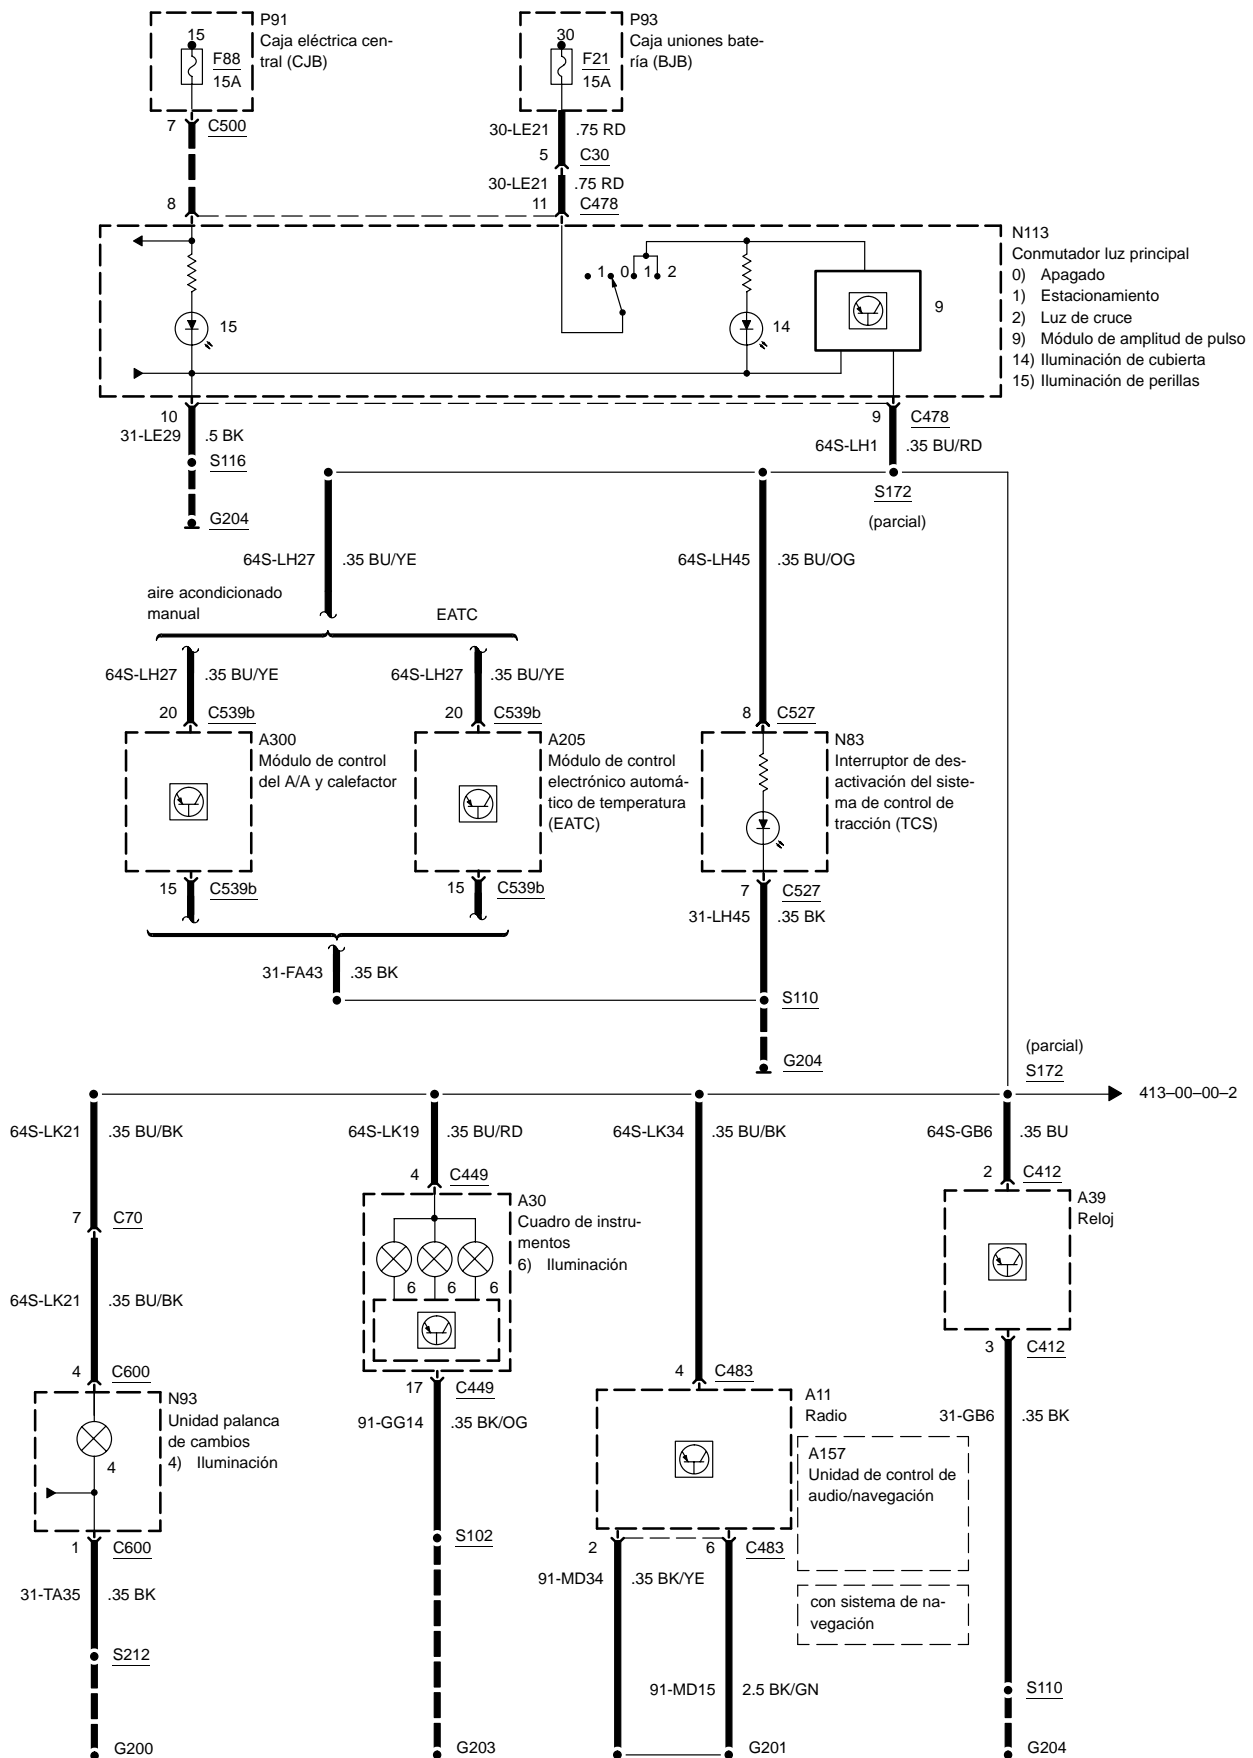 P91
Caja eléctrica cen-
tral (CJB)
15
F88
15A
7 C500
P93
Caja uniones bate-
ría (BJB)
30
F21
15A
30-LE21 .75 RD
5 C30
30-LE21 .75 RD
8
11 C478
N113
Conmutador luz principal
0) Apagado
1) Estacionamiento
2) Luz de cruce
9) Módulo de amplitud de pulso
14) Iluminación de cubierta
15) Iluminación de perillas
1 0 1 2
15
14
9
10
31-LE29 .5 BK
S116
G204
9 C478
64S-LH1 .35 BU/RD
S172
(parcial)
64S-LH27 .35 BU/YE
64S-LH45 .35 BU/OG
aire acondicionado
manual
EATC
64S-LH27 .35 BU/YE
64S-LH27 .35 BU/YE
20 C539b
20 C539b
8 C527
A300
Módulo de control
del A/A y calefactor
A205
Módulo de control
electrónico automá-
tico de temperatura
(EATC)
N83
Interruptor de des-
activación del siste-
ma de control de
tracción (TCS)
15 C539b
15 C539b
7 C527
31-LH45 .35 BK
31-FA43 .35 BK
S110
G204
(parcial)
S172
413–00–00–2
64S-LK21 .35 BU/BK
64S-LK19 .35 BU/RD
64S-LK34 .35 BU/BK
64S-GB6 .35 BU
7 C70
4 C449
2 C412
A30
Cuadro de instru-
mentos
6) Iluminación
6 6 6
A39
Reloj
64S-LK21 .35 BU/BK
3 C412
4 C600
17 C449
4 C483
N93
Unidad palanca
de cambios
4) Iluminación
4
91-GG14 .35 BK/OG
A11
Radio
31-GB6 .35 BK
A157
Unidad de control de
audio/navegación
1 C600
S102
2
6 C483
31-TA35 .35 BK
91-MD34 .35 BK/YE
con sistema de na-
vegación
S212
91-MD15 2.5 BK/GN
S110
G200
G203
G201
G204